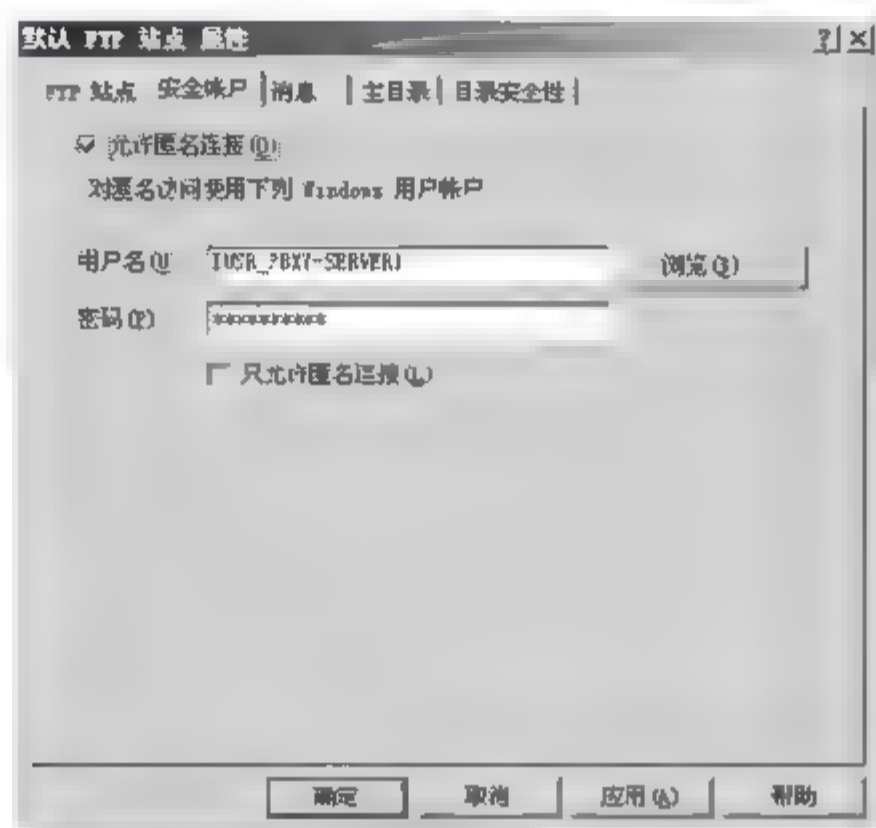 默认 FTP 站点 属性
FTP 站点 安全帐户 消息 主目录 目录安全性
允许匿名连接(O)
对匿名访问使用下列 Windows 用户帐户
用户名(U) 浏览(B)
密码(P) **********
只允许匿名连接(L)
确定 取消 应用(A) 帮助